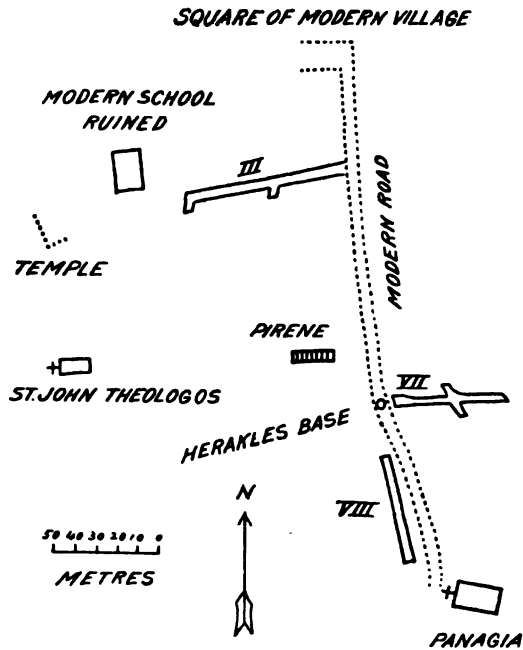 SQUARE OF MODERN VILLAGE
MODERN SCHOOL
RUINED
III
MODERN ROAD
TEMPLE
PIRENE
ST. JOHN THEOLOGOS
VII
HERAKLES BASE
N
VIII
50 40 30 20 10 0
METRES
PANAGIA